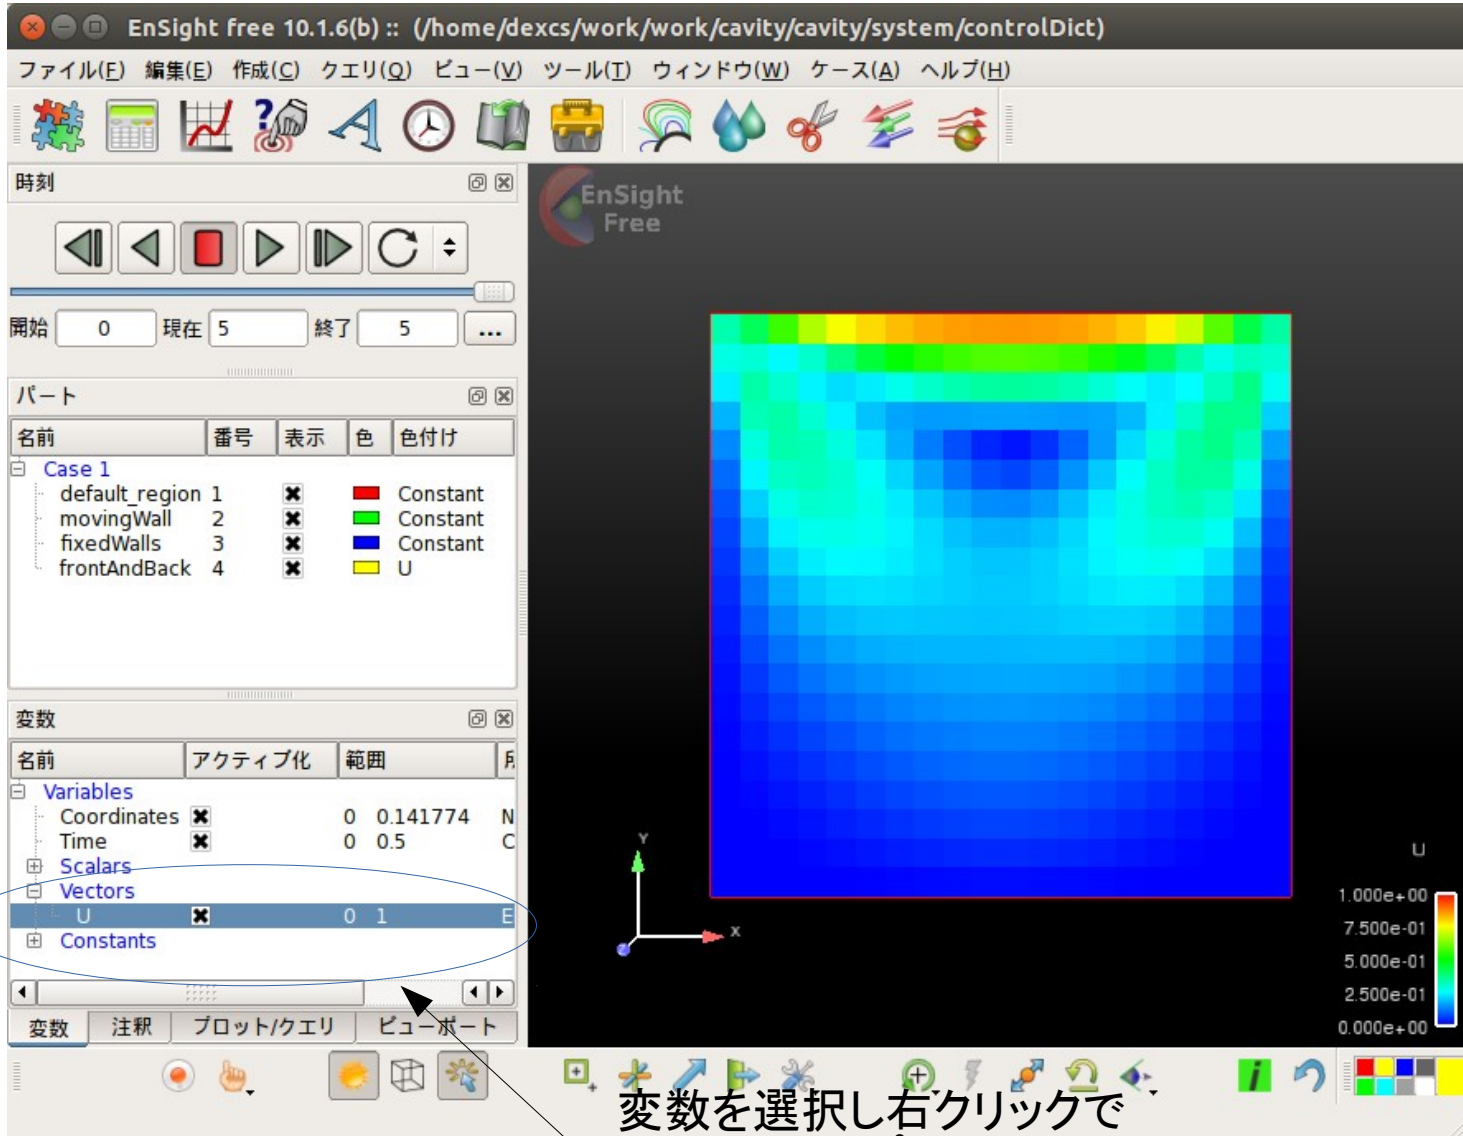 EnSight free 10.1.6(b) :: (/home/dexcs/work/work/cavity/cavity/system/controlDict)
ファイル(F) 編集(E) 作成(C) クエリ(Q) ビュー(V) ツール(T) ウィンドウ(W) ケース(A) ヘルプ(H)
時刻
開始 0 現在 5 終了 5 ...
パート
名前 番号 表示 色 色付け
Case 1
default_region 1 Constant
movingWall 2 Constant
fixedWalls 3 Constant
frontAndBack 4 U
変数
名前 アクティブ化 範囲
Variables
Coordinates 0 0.141774 N
Time 0 0.5 C
Scalars
Vectors
U 0 1 E
Constants
変数 注釈 プロット/クエリ ビューポート
EnSight
Free
Y
X
U
1.000e+00
7.500e-01
5.000e-01
2.500e-01
0.000e+00
変数を選択し右クリックで